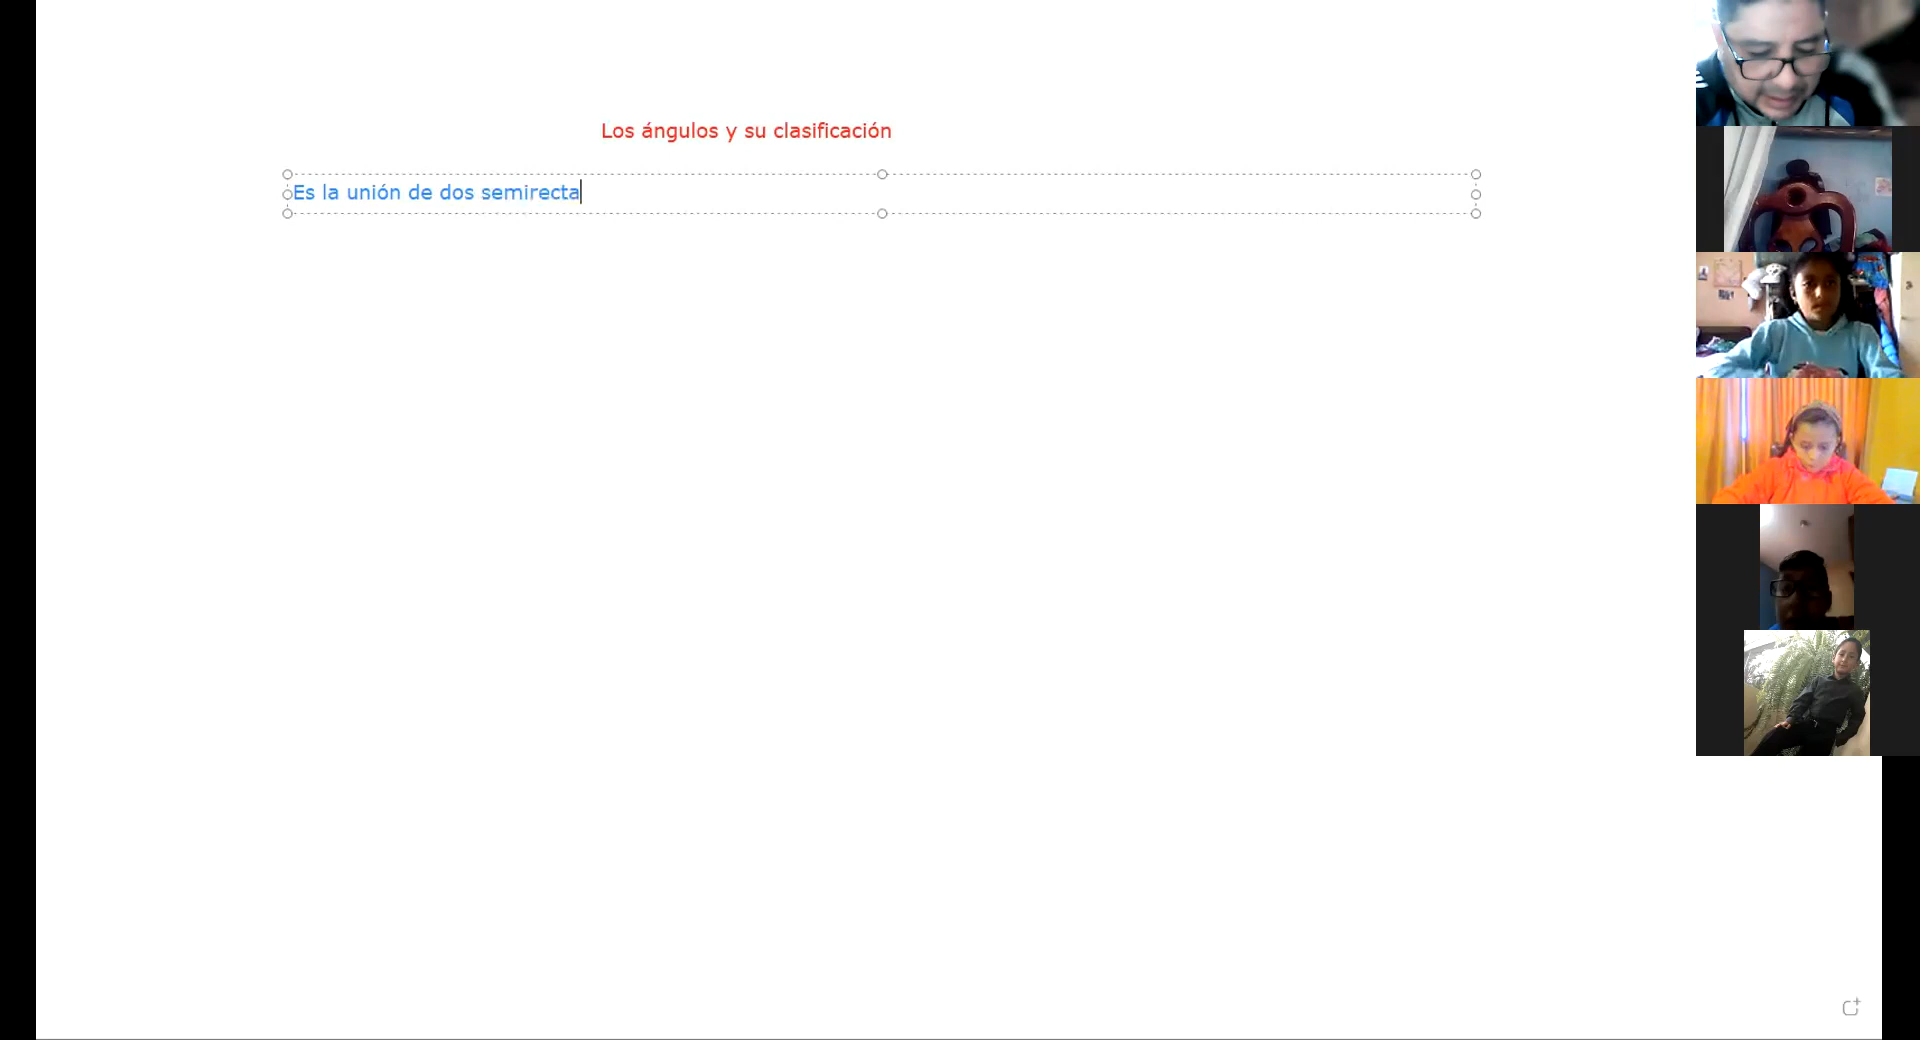 Los ángulos y su clasificación
Es la unión de dos semirecta